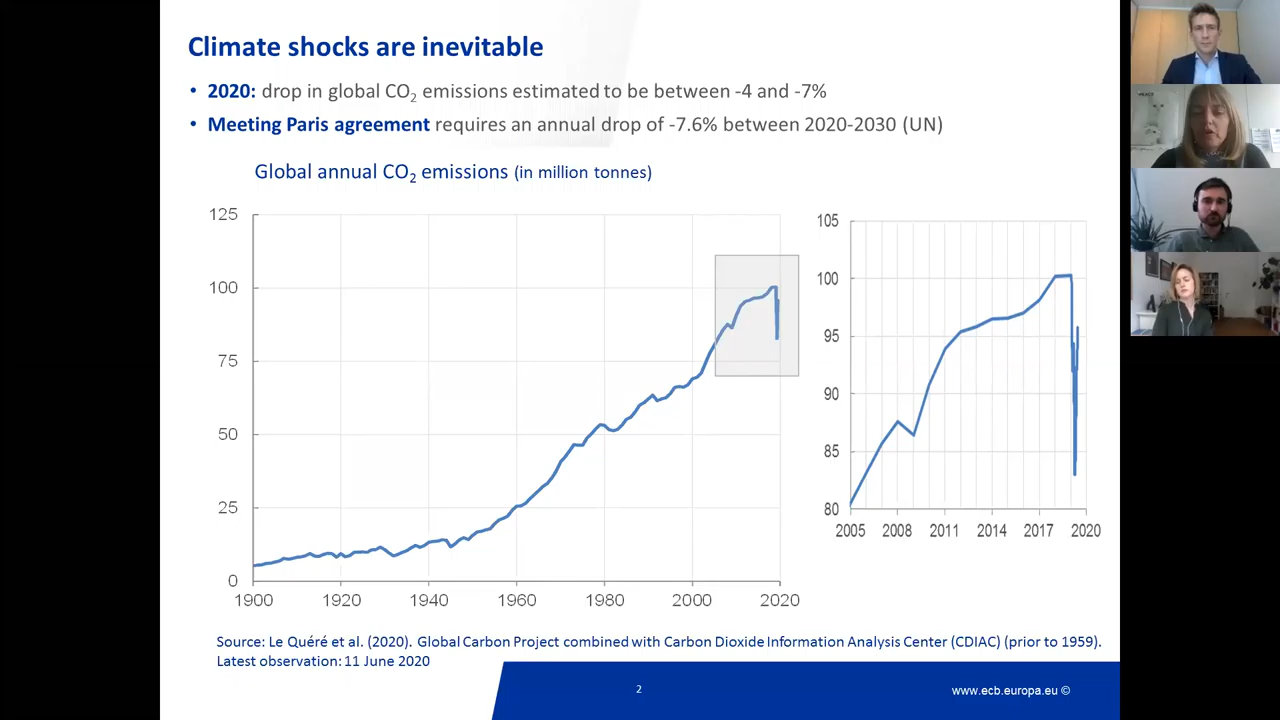 Climate shocks are inevitable
• 2020: drop in global CO2 emissions estimated to be between -4 and -7%
• Meeting Paris agreement requires an annual drop of -7.6% between 2020-2030 (UN)
Global annual CO2 emissions (in million tonnes)
125
100
75
50
25
0
1900 1920 1940 1960 1980 2000 2020
105
100
95
90
85
80
2005 2008 2011 2014 2017 2020
Source: Le Quéré et al. (2020). Global Carbon Project combined with Carbon Dioxide Information Analysis Center (CDIAC) (prior to 1959).
Latest observation: 11 June 2020
2
www.ecb.europa.eu ©